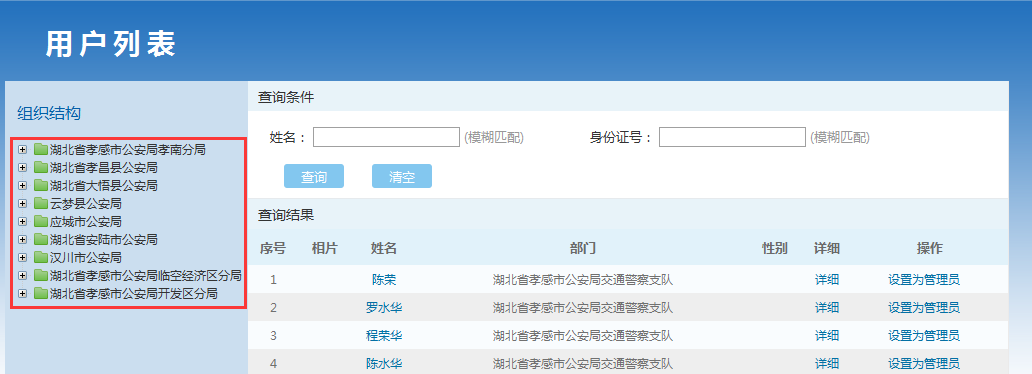 用户列表
组织结构
湖北省孝感市公安局孝南分局
湖北省孝昌县公安局
湖北省大悟县公安局
云梦县公安局
应城市公安局
湖北省安陆市公安局
汉川市公安局
湖北省孝感市公安局临空经济区分局
湖北省孝感市公安局开发区分局
查询条件
姓名： (模糊匹配) 身份证号： (模糊匹配)
查询 清空
查询结果
序号 相片 姓名 部门 性别 详细 操作
1 陈荣 湖北省孝感市公安局交通警察支队 详细 设置为管理员
2 罗水华 湖北省孝感市公安局交通警察支队 详细 设置为管理员
3 程荣华 湖北省孝感市公安局交通警察支队 详细 设置为管理员
4 陈水华 湖北省孝感市公安局交通警察支队 详细 设置为管理员